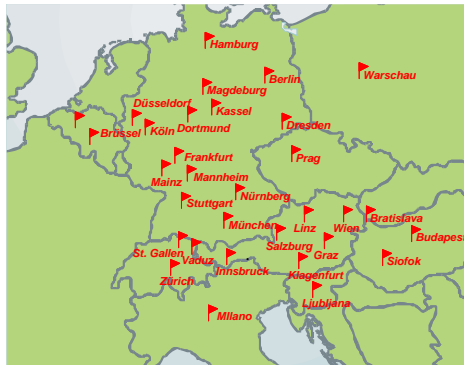 Hamburg
Berlin
Warschau
Magdeburg
Düsseldorf
Kassel
Dortmund
Köln
Dresden
Brüssel
Frankfurt
Prag
Mainz
Mannheim
Nürnberg
Stuttgart
München
Linz
Wien
Bratislava
Salzburg
Graz
Budapest
St. Gallen
Vaduz
Innsbruck
Klagenfurt
Siofok
Zürich
Ljubljana
MIlano